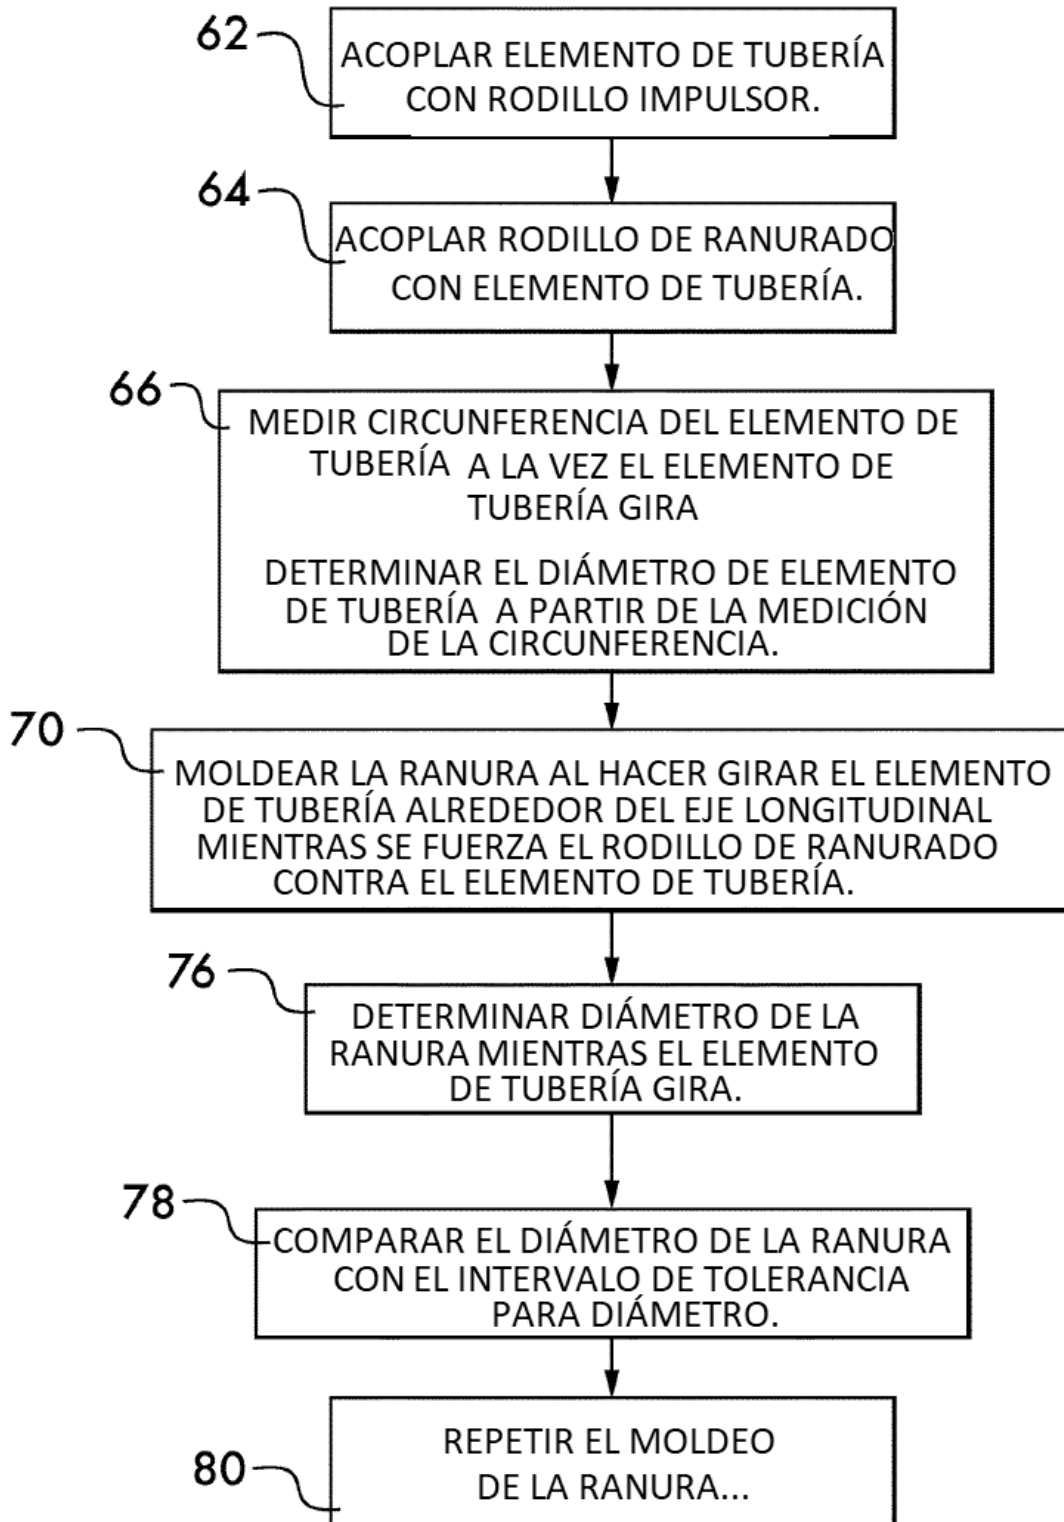 62
ACOPLAR ELEMENTO DE TUBERÍA
CON RODILLO IMPULSOR.
64
ACOPLAR RODILLO DE RANURADO
CON ELEMENTO DE TUBERÍA.
66
MEDIR CIRCUNFERENCIA DEL ELEMENTO DE
TUBERÍA A LA VEZ EL ELEMENTO DE
TUBERÍA GIRA
DETERMINAR EL DIÁMETRO DE ELEMENTO
DE TUBERÍA A PARTIR DE LA MEDICIÓN
DE LA CIRCUNFERENCIA.
70
MOLDEAR LA RANURA AL HACER GIRAR EL ELEMENTO
DE TUBERÍA ALREDEDOR DEL EJE LONGITUDINAL
MIENTRAS SE FUERZA EL RODILLO DE RANURADO
CONTRA EL ELEMENTO DE TUBERÍA.
76
DETERMINAR DIÁMETRO DE LA
RANURA MIENTRAS EL ELEMENTO
DE TUBERÍA GIRA.
78
COMPARAR EL DIÁMETRO DE LA RANURA
CON EL INTERVALO DE TOLERANCIA
PARA DIÁMETRO.
80
REPETIR EL MOLDEO
DE LA RANURA...